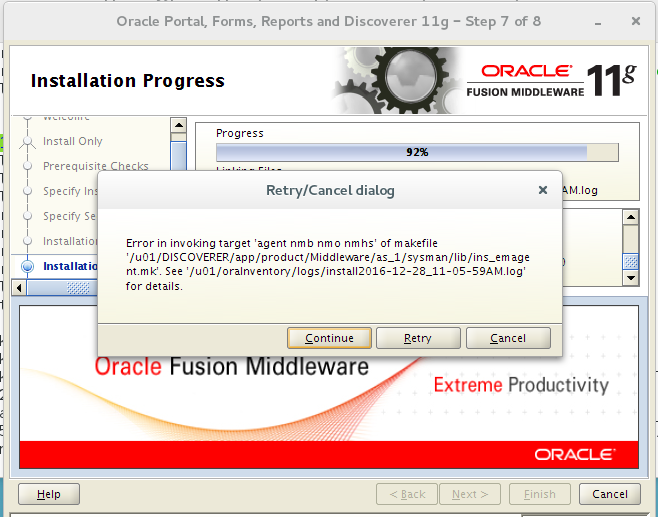 Oracle Portal, Forms, Reports and Discoverer 11g – Step 7 of 8
Installation Progress
ORACLE
FUSION MIDDLEWARE
11g
Welcome
Install Only
Prerequisite Checks
Specify Ins
Specify Se
Installation
Installatio
Progress
92%
Linking Files
AM.log
Retry/Cancel dialog
Error in invoking target 'agent nmb nmo nmhs' of makefile
'/u01/DISCOVERER/app/product/Middleware/as_1/sysman/lib/ins_emage
nt.mk'. See '/u01/oraInventory/logs/install2016-12-28_11-05-59AM.log'
for details.
Continue
Retry
Cancel
Oracle Fusion Middleware
Extreme Productivity
ORACLE
Help
< Back
Next >
Finish
Cancel